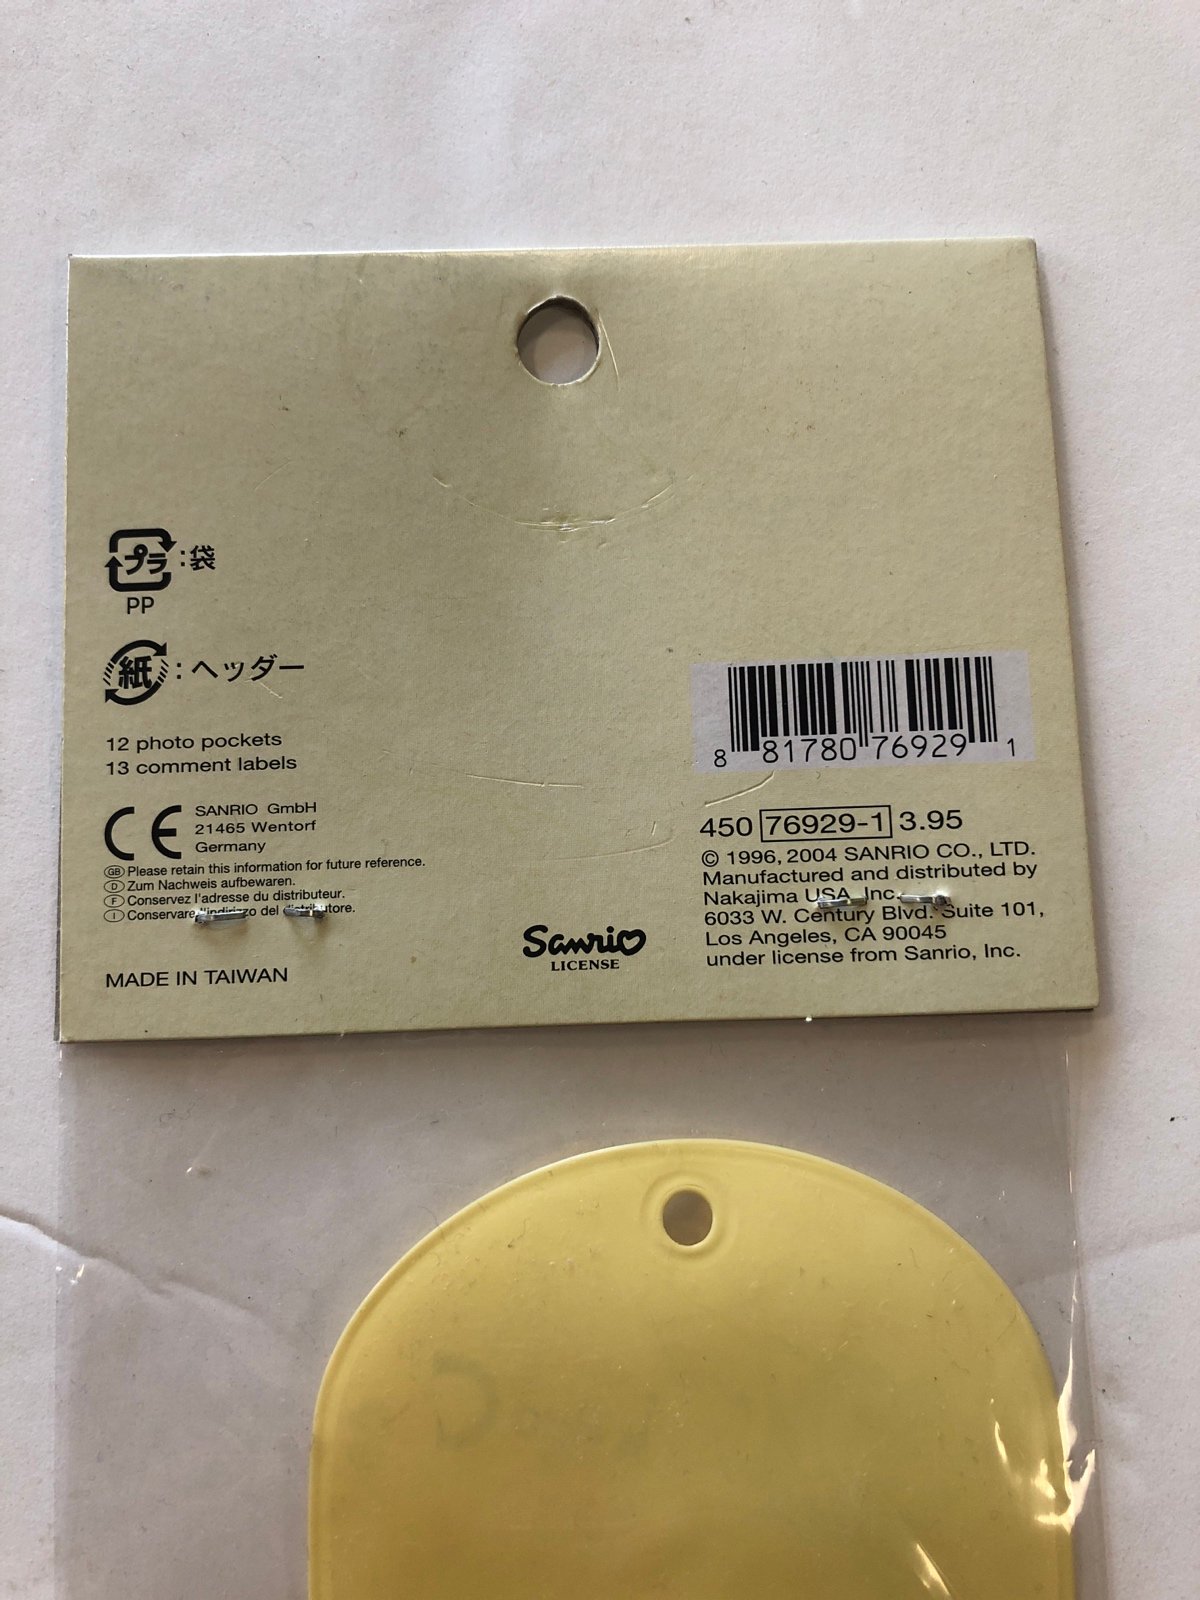 プラ:袋
PP
紙:ヘッダー
12 photo pockets
13 comment labels
CE
SANRIO GmbH
21465 Wentorf
Germany
GB Please retain this information for future reference.
D Zum Nachweis aufbewaren.
F Conservez l'adresse du distributeur.
I Conservare l'indirizzo del distributore.
MADE IN TAIWAN
Sanrio
LICENSE
8 81780 76929 1
450 76929-1 3.95
© 1996, 2004 SANRIO CO., LTD.
Manufactured and distributed by
Nakajima USA, Inc.
6033 W. Century Blvd. Suite 101,
Los Angeles, CA 90045
under license from Sanrio, Inc.